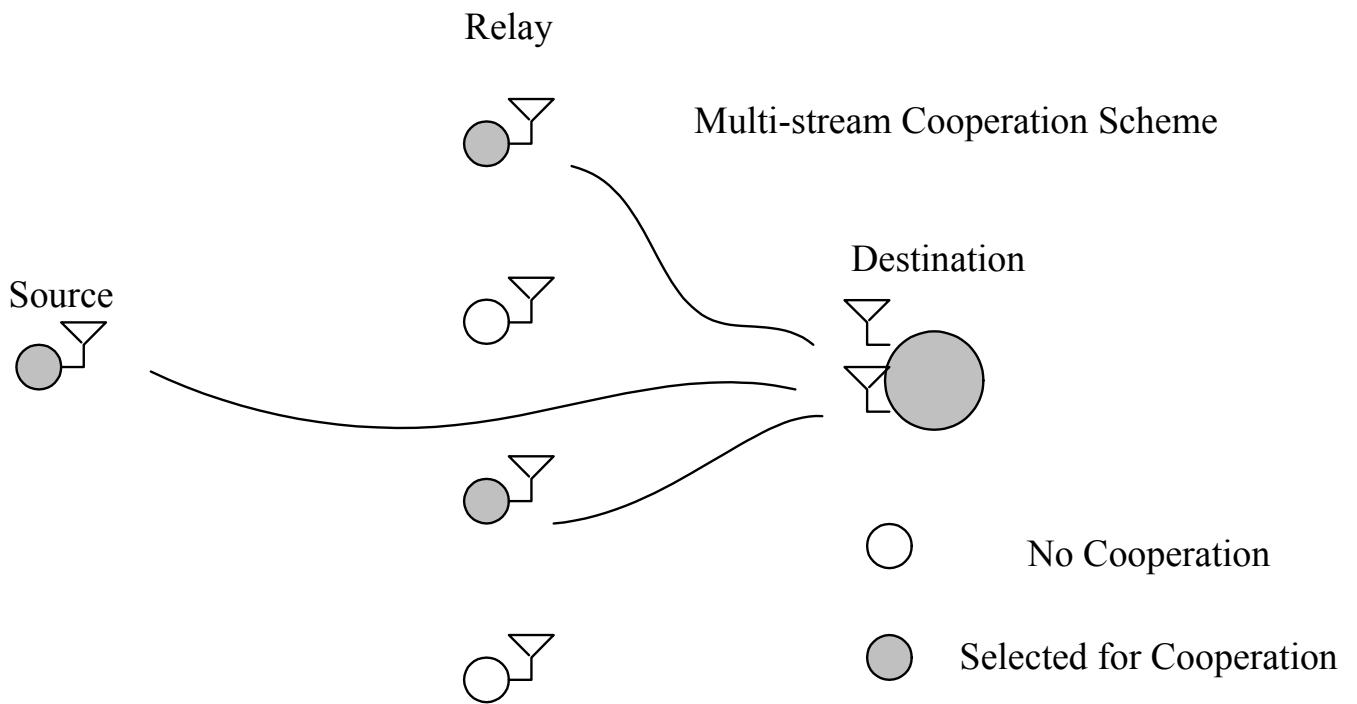 Relay
Multi-stream Cooperation Scheme
Destination
Source
No Cooperation
Selected for Cooperation